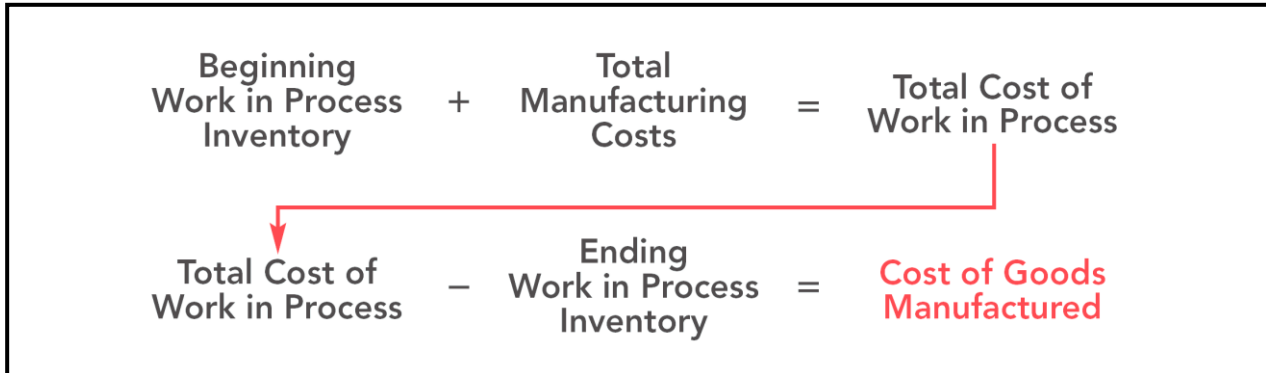 Beginning
Work in Process
Inventory
+
Total
Manufacturing
Costs
=
Total Cost of
Work in Process
Total Cost of
Work in Process
−
Ending
Work in Process
Inventory
=
Cost of Goods
Manufactured